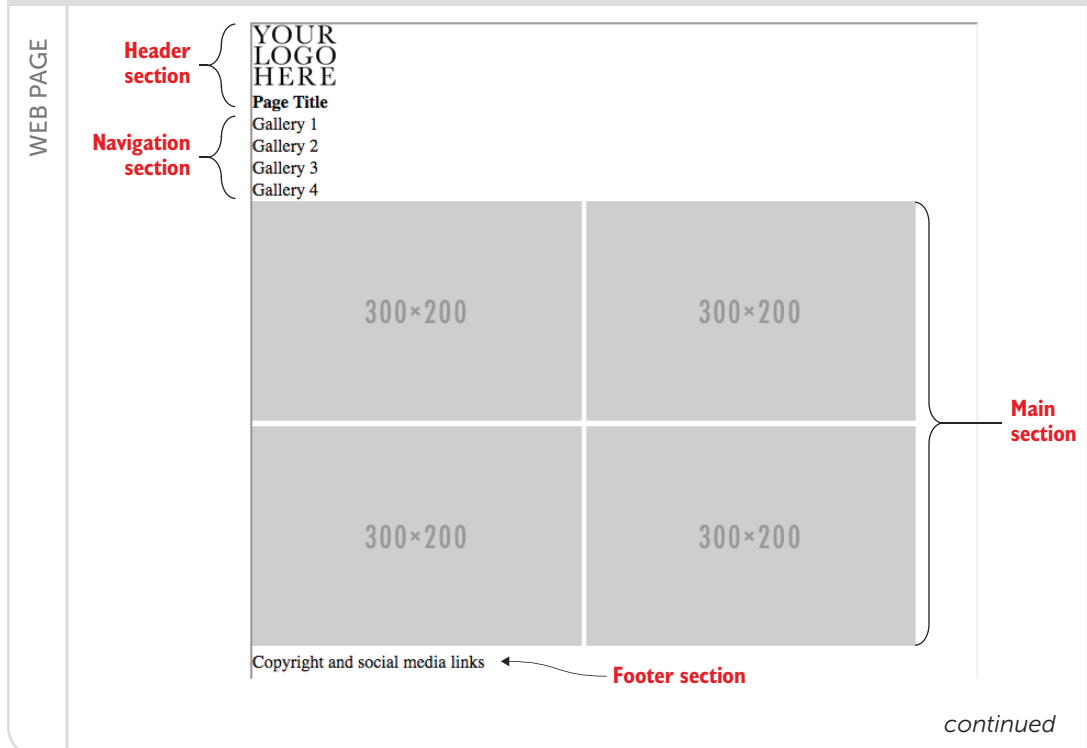 WEB PAGE
Header
section
YOUR
LOGO
HERE
Page Title
Navigation
section
Gallery 1
Gallery 2
Gallery 3
Gallery 4
300×200
300×200
300×200
300×200
Main
section
Copyright and social media links
Footer section
continued